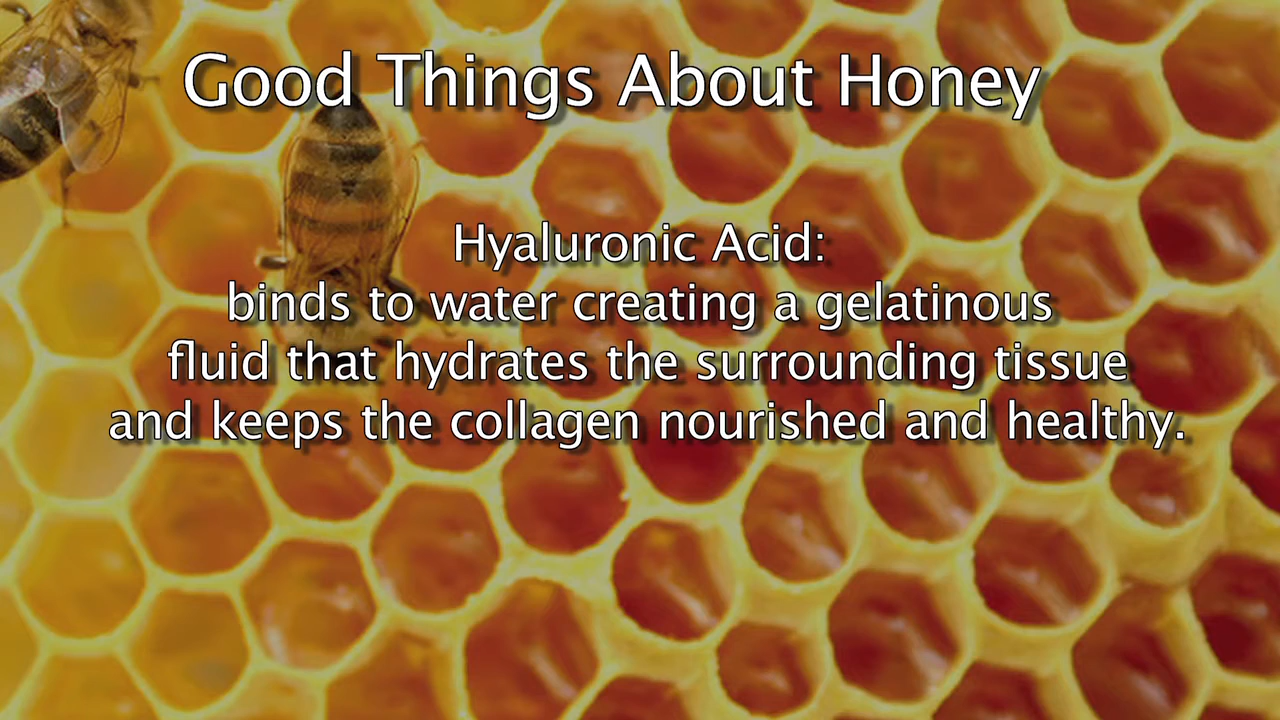 Good Things About Honey
Hyaluronic Acid:
binds to water creating a gelatinous
fluid that hydrates the surrounding tissue
and keeps the collagen nourished and healthy.